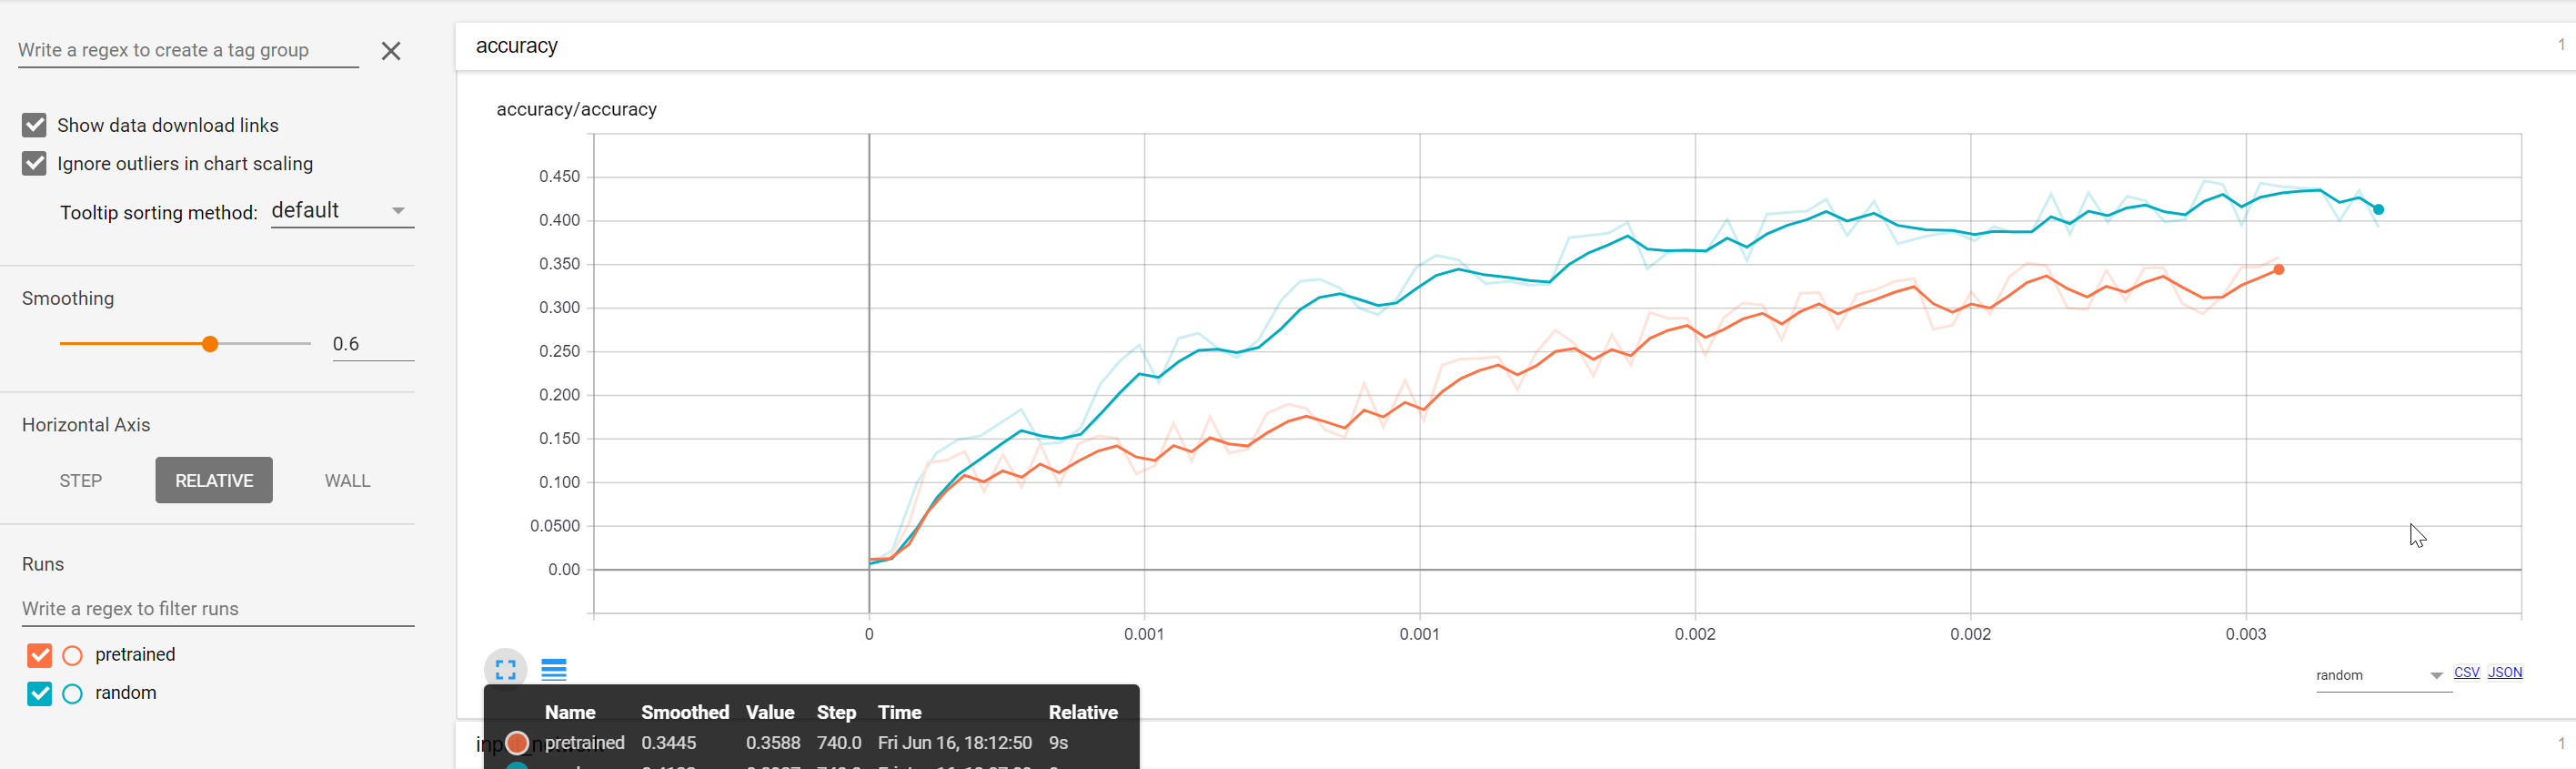 Write a regex to create a tag group
Show data download links
Ignore outliers in chart scaling
Tooltip sorting method: default
Smoothing
0.6
Horizontal Axis
STEP RELATIVE WALL
Runs
Write a regex to filter runs
pretrained
random
accuracy 1
accuracy/accuracy
0.450
0.400
0.350
0.300
0.250
0.200
0.150
0.100
0.0500
0.00
0 0.001 0.001 0.002 0.002 0.003
random CSV JSON
Name Smoothed Value Step Time Relative
pretrained 0.3445 0.3588 740.0 Fri Jun 16, 18:12:50 9s
1